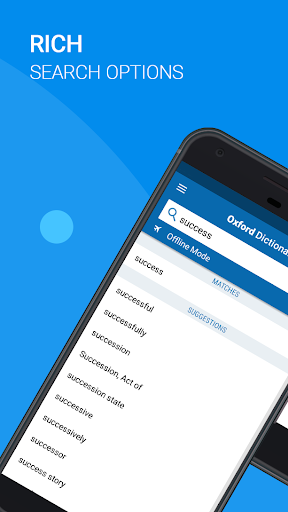 RICH
SEARCH OPTIONS
Oxford Dictiona
success
Offline Mode
MATCHES
success
SUGGESTIONS
successful
successfully
succession
Succession, Act of
succession state
successive
successively
successor
success story